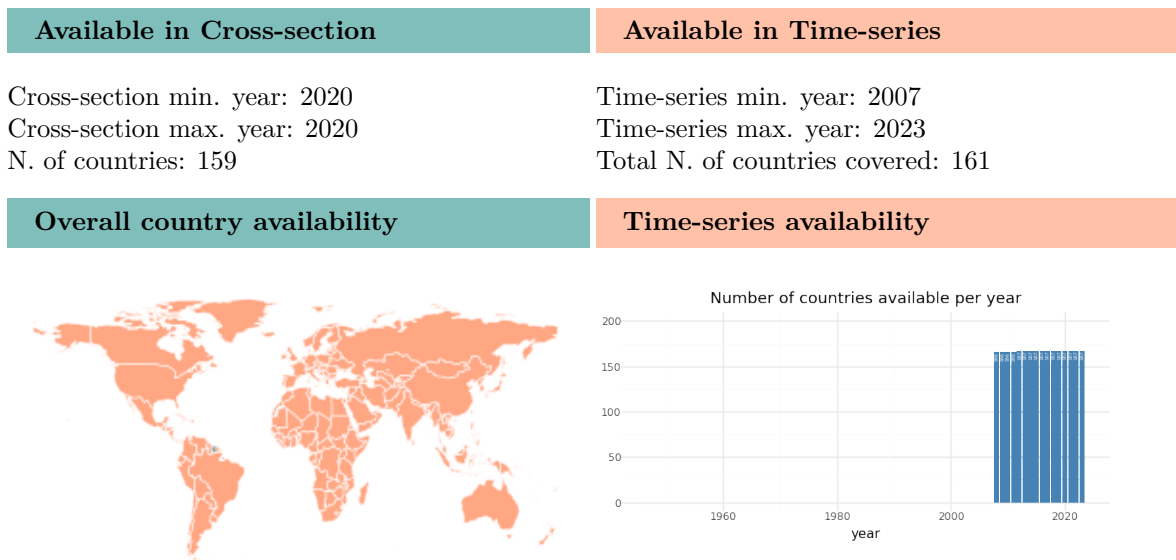 Available in Cross-section
Available in Time-series
Cross-section min. year: 2020
Cross-section max. year: 2020
N. of countries: 159
Time-series min. year: 2007
Time-series max. year: 2023
Total N. of countries covered: 161
Overall country availability
Time-series availability
Number of countries available per year
200
150
100
50
0
1960 1980 2000 2020
year